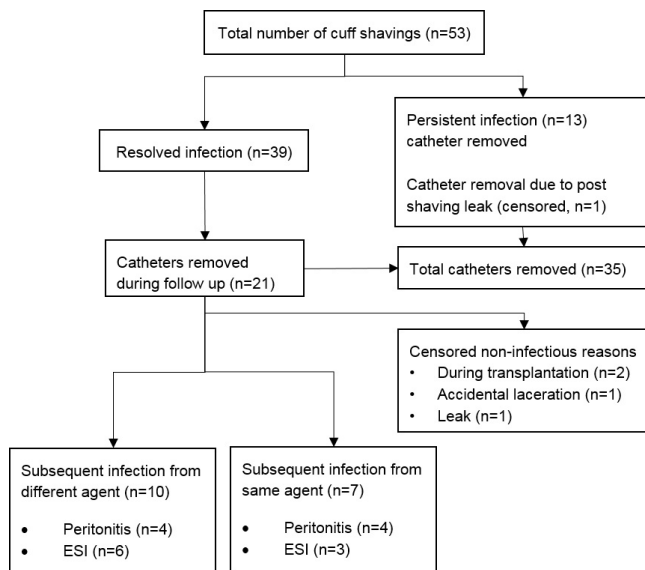 Total number of cuff shavings (n=53)
Resolved infection (n=39)
Persistent infection (n=13)
catheter removed
Catheter removal due to post
shaving leak (censored, n=1)
Catheters removed
during follow up (n=21)
Total catheters removed (n=35)
Censored non-infectious reasons
• During transplantation (n=2)
• Accidental laceration (n=1)
• Leak (n=1)
Subsequent infection from
different agent (n=10)
• Peritonitis (n=4)
• ESI (n=6)
Subsequent infection from
same agent (n=7)
• Peritonitis (n=4)
• ESI (n=3)